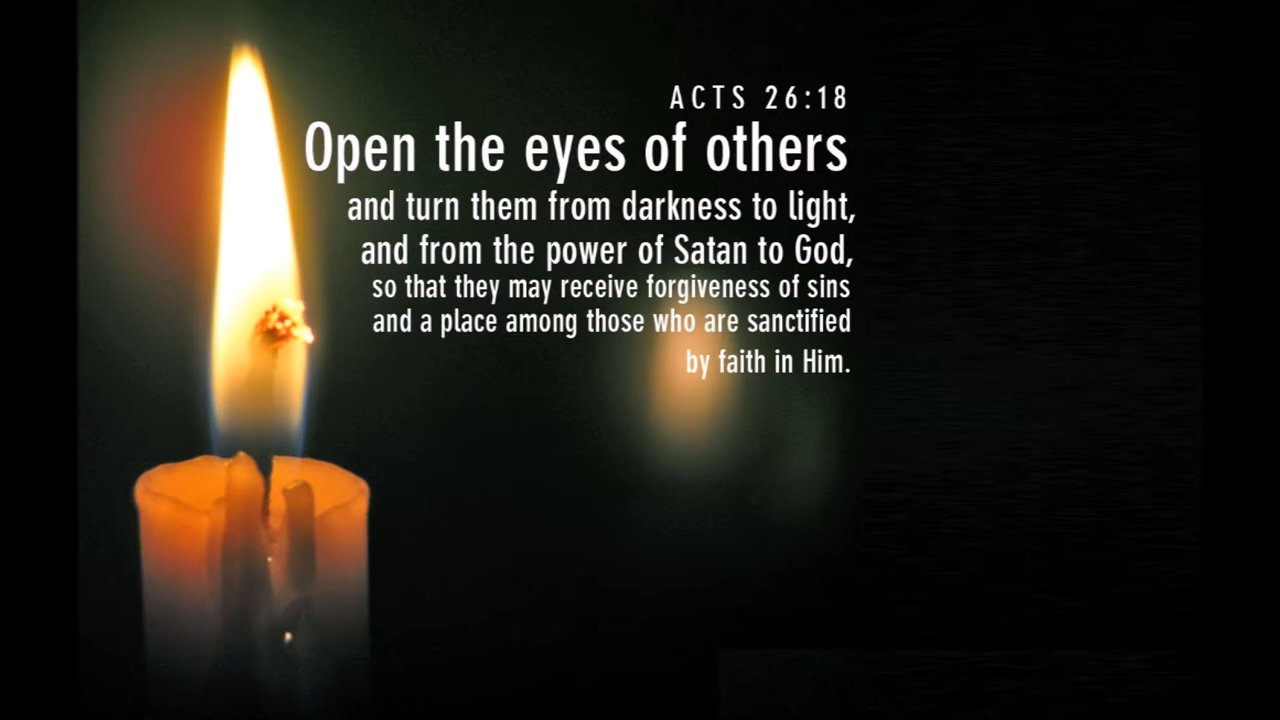 ACTS 26:18
Open the eyes of others
and turn them from darkness to light,
and from the power of Satan to God,
so that they may receive forgiveness of sins
and a place among those who are sanctified
by faith in Him.